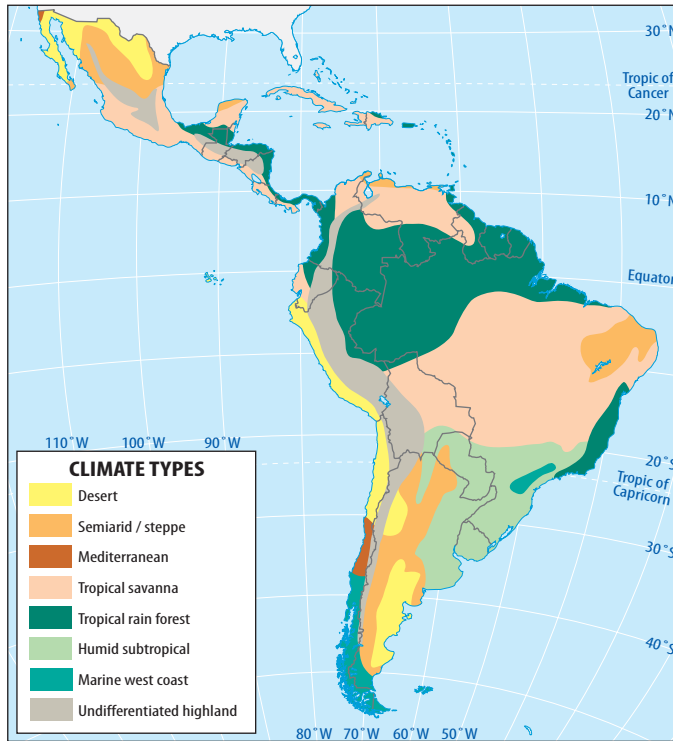 30°N
Tropic of
Cancer
20°N
10°N
Equator
110°W 100°W 90°W
20°S
Tropic of
Capricorn
30°S
40°S
CLIMATE TYPES
Desert
Semiarid / steppe
Mediterranean
Tropical savanna
Tropical rain forest
Humid subtropical
Marine west coast
Undifferentiated highland
80°W 70°W 60°W 50°W